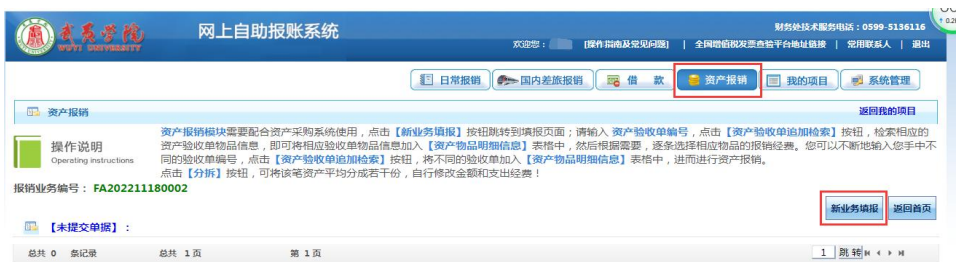 武夷学院
WUYI UNIVERSITY
网上自助报账系统
财务处技术服务电话：0599-5136116
欢迎您： [操作指南及常见问题] | 全国增值税发票查验平台地址链接 | 常用联系人 | 退出
日常报销 国内差旅报销 借 款 资产报销 我的项目 系统管理
资产报销 返回我的项目
操作说明
Operating instructions
资产报销模块需要配合资产采购系统使用，点击【新业务填报】按钮跳转到填报页面；请输入 资产验收单编号，点击【资产验收单追加检索】按钮，检索相应的
资产验收单物品信息，即可将相应验收单物品信息加入【资产物品明细信息】表格中，然后根据需要，逐条选择相应物品的报销经费。您可以不断地输入您手中不
同的验收单编号，点击【资产验收单追加检索】按钮，将不同的验收单加入【资产物品明细信息】表格中，进而进行资产报销。
点击【分拆】按钮，可将该笔资产平均分成若干份，自行修改金额和支出经费！
报销业务编号： FA202211180002
新业务填报 返回首页
【未提交单据】：
总共 0 条记录 总共 1 页 第 1 页 1 跳 转